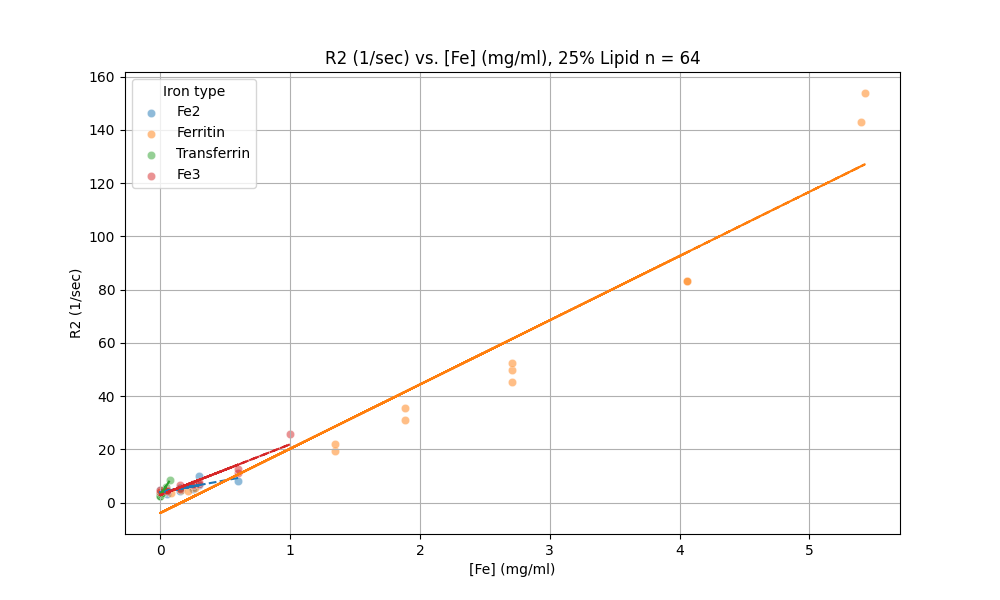 R2 (1/sec) vs. [Fe] (mg/ml), 25% Lipid n = 64
160
140
120
100
80
60
40
20
0
R2 (1/sec)
Iron type
Fe2
Ferritin
Transferrin
Fe3
0 1 2 3 4 5
[Fe] (mg/ml)